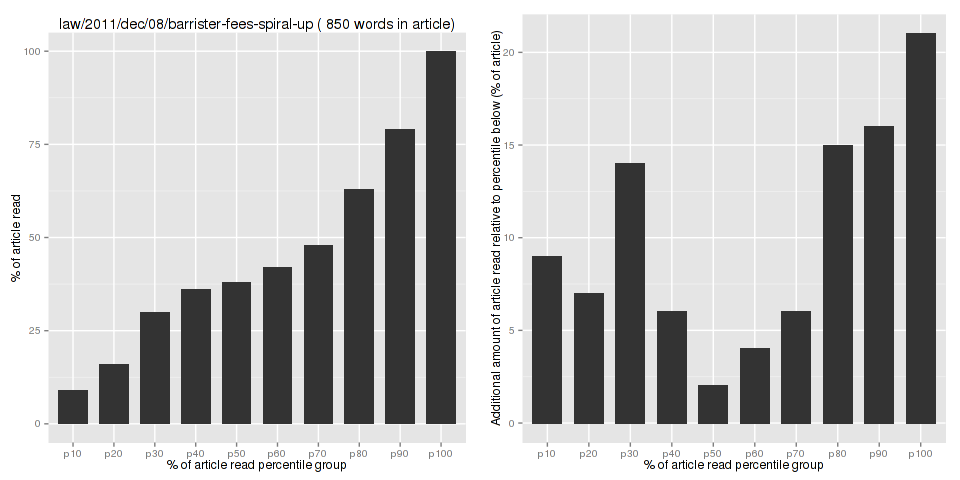 law/2011/dec/08/barrister-fees-spiral-up ( 850 words in article)
% of article read
100
75
50
25
0
p10 p20 p30 p40 p50 p60 p70 p80 p90 p100
% of article read percentile group
Additional amount of article read relative to percentile below (% of article)
20
15
10
5
0
p10 p20 p30 p40 p50 p60 p70 p80 p90 p100
% of article read percentile group